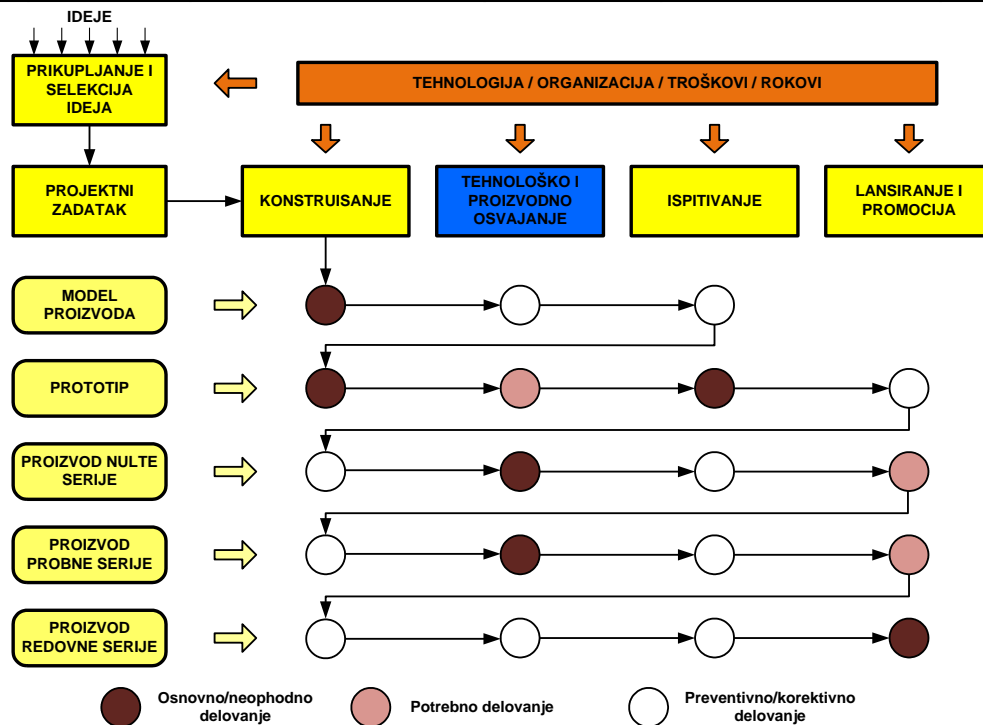 IDEJE
PRIKUPLJANJE I
SELEKCIJA
IDEJA
TEHNOLOGIJA / ORGANIZACIJA / TROŠKOVI / ROKOVI
PROJEKTNI
ZADATAK
KONSTRUISANJE
TEHNOLOŠKO I
PROIZVODNO
OSVAJANJE
ISPITIVANJE
LANSIRANJE I
PROMOCIJA
MODEL
PROIZVODA
PROTOTIP
PROIZVOD NULTE
SERIJE
PROIZVOD
PROBNE SERIJE
PROIZVOD
REDOVNE SERIJE
Osnovno/neophodno
delovanje
Potrebno delovanje
Preventivno/korektivno
delovanje